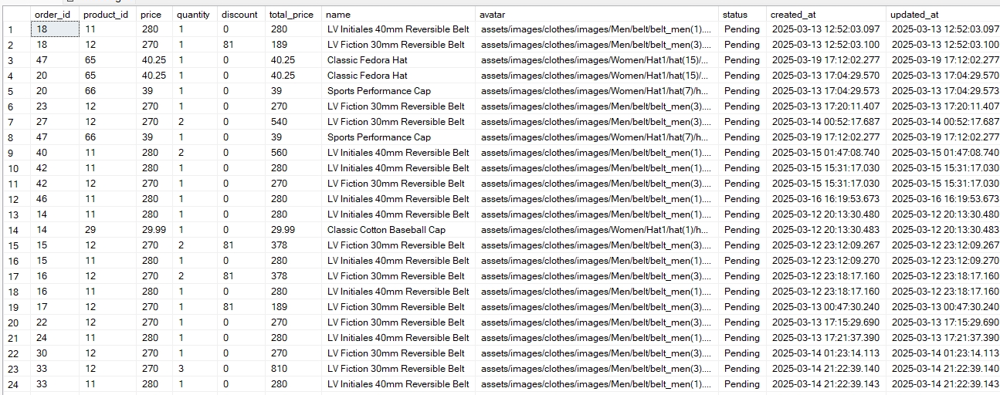 order_id product_id price quantity discount total_price name avatar status created_at updated_at
1 18 11 280 1 0 280 LV Initiales 40mm Reversible Belt assets/images/clothes/images/Men/belt/belt_men(1).... Pending 2025-03-13 12:52:03.097 2025-03-13 12:52:03.097
2 18 12 270 1 81 189 LV Fiction 30mm Reversible Belt assets/images/clothes/images/Men/belt/belt_men(3).... Pending 2025-03-13 12:52:03.100 2025-03-13 12:52:03.100
3 47 65 40.25 1 0 40.25 Classic Fedora Hat assets/images/clothes/images/Women/Hat1/hat(15)/... Pending 2025-03-19 17:12:02.277 2025-03-19 17:12:02.277
4 20 65 40.25 1 0 40.25 Classic Fedora Hat assets/images/clothes/images/Women/Hat1/hat(15)/... Pending 2025-03-13 17:04:29.570 2025-03-13 17:04:29.570
5 20 66 39 1 0 39 Sports Performance Cap assets/images/clothes/images/Women/Hat1/hat(7)/h... Pending 2025-03-13 17:04:29.573 2025-03-13 17:04:29.573
6 23 12 270 1 0 270 LV Fiction 30mm Reversible Belt assets/images/clothes/images/Men/belt/belt_men(3).... Pending 2025-03-13 17:20:11.407 2025-03-13 17:20:11.407
7 27 12 270 2 0 540 LV Fiction 30mm Reversible Belt assets/images/clothes/images/Men/belt/belt_men(3).... Pending 2025-03-14 00:52:17.687 2025-03-14 00:52:17.687
8 47 66 39 1 0 39 Sports Performance Cap assets/images/clothes/images/Women/Hat1/hat(7)/h... Pending 2025-03-19 17:12:02.277 2025-03-19 17:12:02.277
9 40 11 280 2 0 560 LV Initiales 40mm Reversible Belt assets/images/clothes/images/Men/belt/belt_men(1).... Pending 2025-03-15 01:47:08.740 2025-03-15 01:47:08.740
10 42 11 280 1 0 280 LV Initiales 40mm Reversible Belt assets/images/clothes/images/Men/belt/belt_men(1).... Pending 2025-03-15 15:31:17.030 2025-03-15 15:31:17.030
11 42 12 270 1 0 270 LV Fiction 30mm Reversible Belt assets/images/clothes/images/Men/belt/belt_men(3).... Pending 2025-03-15 15:31:17.030 2025-03-15 15:31:17.030
12 46 11 280 1 0 280 LV Initiales 40mm Reversible Belt assets/images/clothes/images/Men/belt/belt_men(1).... Pending 2025-03-16 16:19:53.673 2025-03-16 16:19:53.673
13 14 11 280 1 0 280 LV Initiales 40mm Reversible Belt assets/images/clothes/images/Men/belt/belt_men(1).... Pending 2025-03-12 20:13:30.480 2025-03-12 20:13:30.480
14 14 29 29.99 1 0 29.99 Classic Cotton Baseball Cap assets/images/clothes/images/Women/Hat1/hat(1)/h... Pending 2025-03-12 20:13:30.483 2025-03-12 20:13:30.483
15 15 12 270 2 81 378 LV Fiction 30mm Reversible Belt assets/images/clothes/images/Men/belt/belt_men(3).... Pending 2025-03-12 23:12:09.267 2025-03-12 23:12:09.267
16 15 11 280 1 0 280 LV Initiales 40mm Reversible Belt assets/images/clothes/images/Men/belt/belt_men(1).... Pending 2025-03-12 23:12:09.270 2025-03-12 23:12:09.270
17 16 12 270 2 81 378 LV Fiction 30mm Reversible Belt assets/images/clothes/images/Men/belt/belt_men(3).... Pending 2025-03-12 23:18:17.160 2025-03-12 23:18:17.160
18 16 11 280 1 0 280 LV Initiales 40mm Reversible Belt assets/images/clothes/images/Men/belt/belt_men(1).... Pending 2025-03-12 23:18:17.160 2025-03-12 23:18:17.160
19 17 12 270 1 81 189 LV Fiction 30mm Reversible Belt assets/images/clothes/images/Men/belt/belt_men(3).... Pending 2025-03-13 00:47:30.240 2025-03-13 00:47:30.240
20 22 12 270 1 0 270 LV Fiction 30mm Reversible Belt assets/images/clothes/images/Men/belt/belt_men(3).... Pending 2025-03-13 17:15:29.690 2025-03-13 17:15:29.690
21 24 11 280 1 0 280 LV Initiales 40mm Reversible Belt assets/images/clothes/images/Men/belt/belt_men(1).... Pending 2025-03-13 17:21:37.390 2025-03-13 17:21:37.390
22 30 12 270 1 0 270 LV Fiction 30mm Reversible Belt assets/images/clothes/images/Men/belt/belt_men(3).... Pending 2025-03-14 01:23:14.113 2025-03-14 01:23:14.113
23 33 12 270 3 0 810 LV Fiction 30mm Reversible Belt assets/images/clothes/images/Men/belt/belt_men(3).... Pending 2025-03-14 21:22:39.140 2025-03-14 21:22:39.140
24 33 11 280 1 0 280 LV Initiales 40mm Reversible Belt assets/images/clothes/images/Men/belt/belt_men(1).... Pending 2025-03-14 21:22:39.143 2025-03-14 21:22:39.143